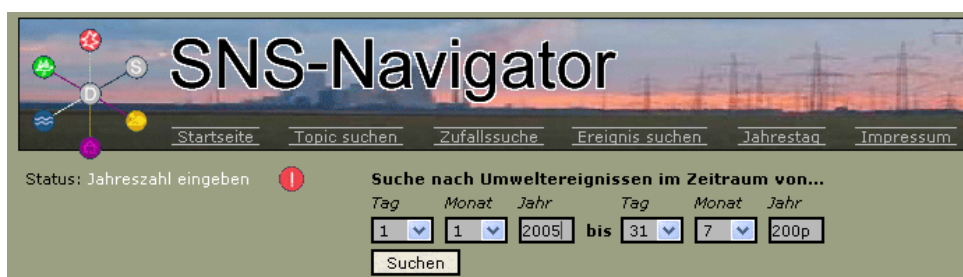 SNS-Navigator
S
D
Startseite Topic suchen Zufallssuche Ereignis suchen Jahrestag Impressum
Status: Jahreszahl eingeben ! Suche nach Umweltereignissen im Zeitraum von...
Tag Monat Jahr Tag Monat Jahr
1 1 2005 bis 31 7 200p
Suchen